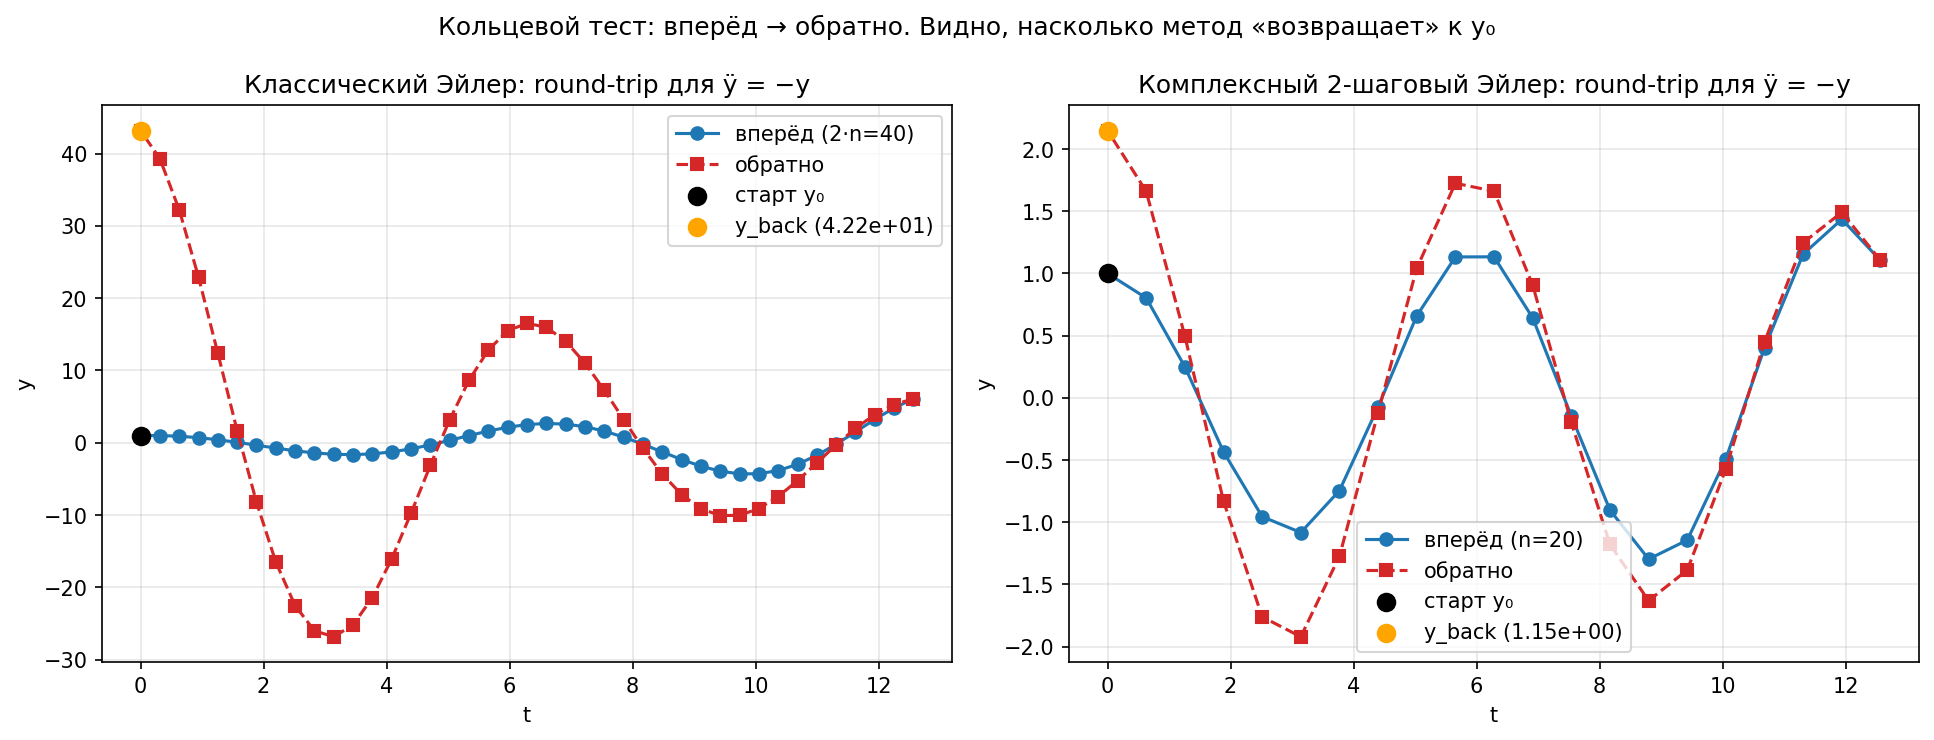 Кольцевой тест: вперёд → обратно. Видно, насколько метод «возвращает» к y₀
Классический Эйлер: round-trip для ÿ = −y
y
40
30
20
10
0
−10
−20
−30
0
2
4
6
8
10
12
t
вперёд (2·n=40)
обратно
старт y₀
y_back (4.22e+01)
Комплексный 2-шаговый Эйлер: round-trip для ÿ = −y
y
2.0
1.5
1.0
0.5
0.0
−0.5
−1.0
−1.5
−2.0
0
2
4
6
8
10
12
t
вперёд (n=20)
обратно
старт y₀
y_back (1.15e+00)